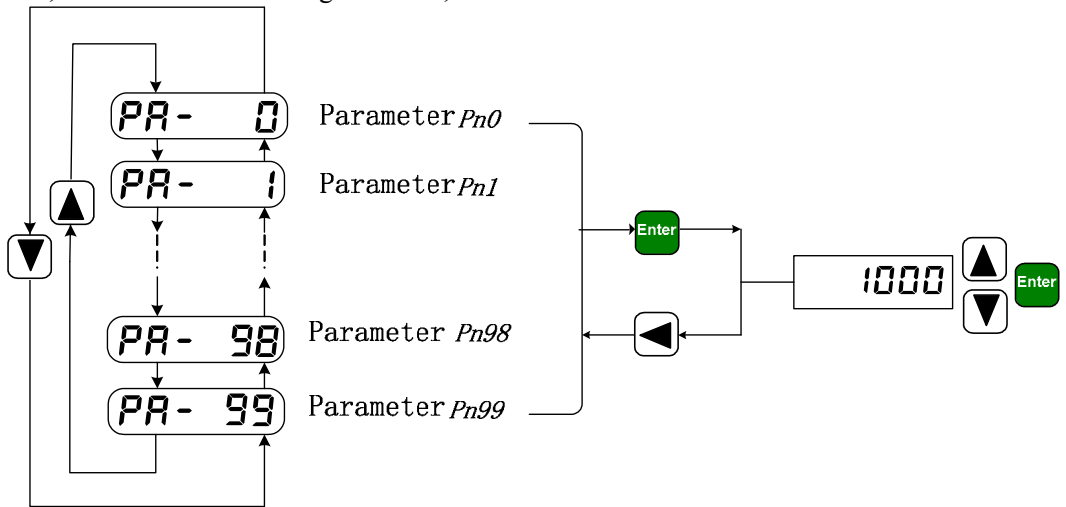 PA- 0 Parameter Pn0
PA- 1 Parameter Pn1
Enter
1000
Enter
PA- 98 Parameter Pn98
PA- 99 Parameter Pn99